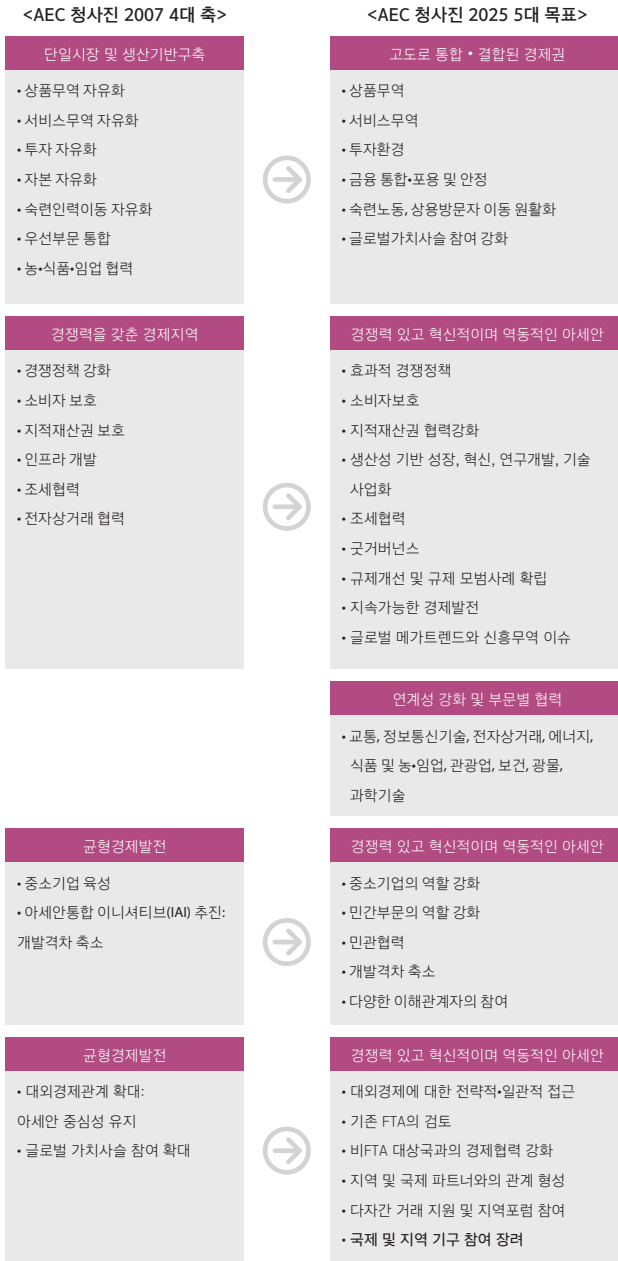 <AEC 청사진 2007 4대 축>
단일시장 및 생산기반구축
• 상품무역 자유화
• 서비스무역 자유화
• 투자 자유화
• 자본 자유화
• 숙련인력이동 자유화
• 우선부문 통합
• 농•식품•임업 협력
<AEC 청사진 2025 5대 목표>
고도로 통합 • 결합된 경제권
• 상품무역
• 서비스무역
• 투자환경
• 금융 통합•포용 및 안정
• 숙련노동, 상용방문자 이동 원활화
• 글로벌가치사슬 참여 강화
경쟁력을 갖춘 경제지역
• 경쟁정책 강화
• 소비자 보호
• 지적재산권 보호
• 인프라 개발
• 조세협력
• 전자상거래 협력
경쟁력 있고 혁신적이며 역동적인 아세안
• 효과적 경쟁정책
• 소비자보호
• 지적재산권 협력강화
• 생산성 기반 성장, 혁신, 연구개발, 기술
사업화
• 조세협력
• 굿거버넌스
• 규제개선 및 규제 모범사례 확립
• 지속가능한 경제발전
• 글로벌 메가트렌드와 신흥무역 이슈
연계성 강화 및 부문별 협력
• 교통, 정보통신기술, 전자상거래, 에너지,
식품 및 농•임업, 관광업, 보건, 광물,
과학기술
균형경제발전
• 중소기업 육성
• 아세안통합 이니셔티브(IAI) 추진:
개발격차 축소
경쟁력 있고 혁신적이며 역동적인 아세안
• 중소기업의 역할 강화
• 민간부문의 역할 강화
• 민관협력
• 개발격차 축소
• 다양한 이해관계자의 참여
균형경제발전
• 대외경제관계 확대:
아세안 중심성 유지
• 글로벌 가치사슬 참여 확대
경쟁력 있고 혁신적이며 역동적인 아세안
• 대외경제에 대한 전략적•일관적 접근
• 기존 FTA의 검토
• 비FTA 대상국과의 경제협력 강화
• 지역 및 국제 파트너와의 관계 형성
• 다자간 거래 지원 및 지역포럼 참여
• 국제 및 지역 기구 참여 장려